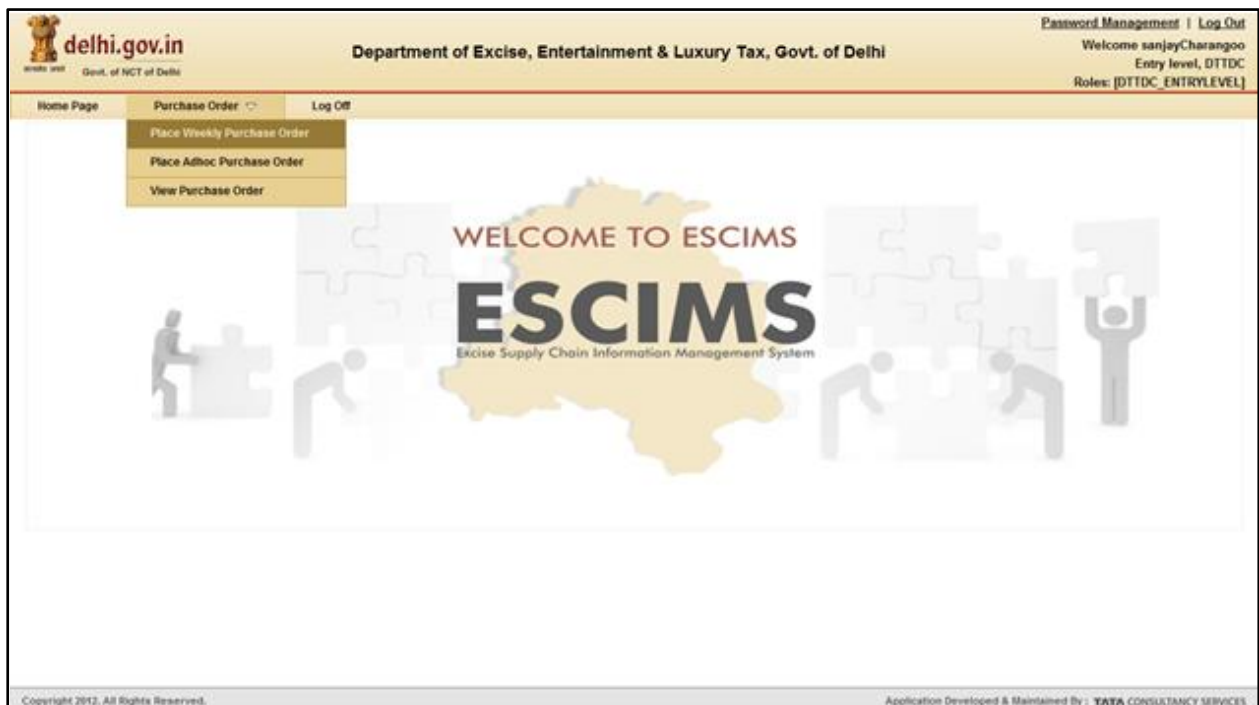 Password Management | Log Out
delhi.gov.in
Govt. of NCT of Delhi
Department of Excise, Entertainment & Luxury Tax, Govt. of Delhi
Welcome sanjayCharangoo
Entry level, DTTDC
Roles: [DTTDC_ENTRYLEVEL]
Home Page Purchase Order Log Off
Place Weekly Purchase Order
Place Adhoc Purchase Order
View Purchase Order
WELCOME TO ESCIMS
ESCIMS
Excise Supply Chain Information Management System
Copyright 2012. All Rights Reserved. Application Developed & Maintained By : TATA CONSULTANCY SERVICES